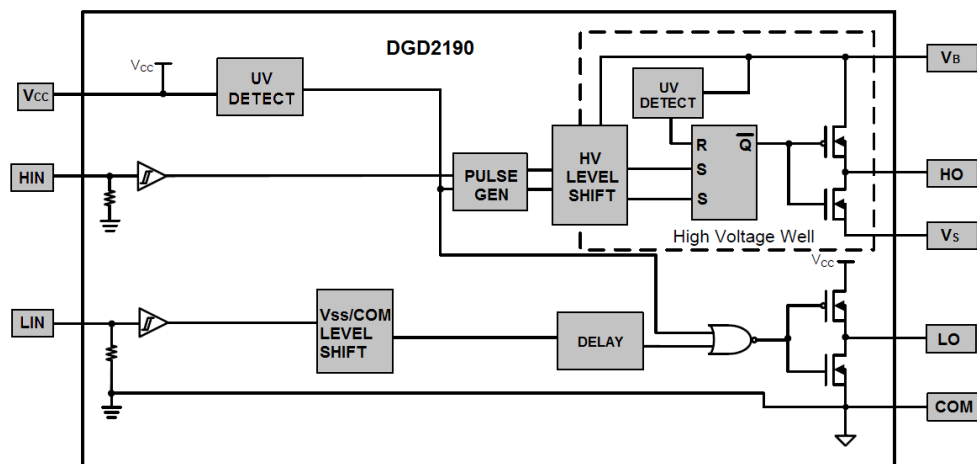 DGD2190
VCC
UV
DETECT
VCC
HIN
PULSE
GEN
HV
LEVEL
SHIFT
UV
DETECT
R
Q
S
S
High Voltage Well
VB
HO
VS
VCC
LIN
Vss/COM
LEVEL
SHIFT
DELAY
LO
COM